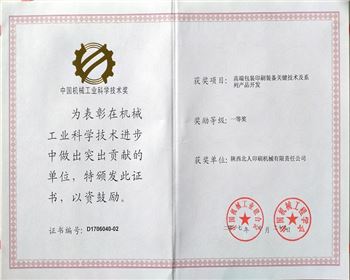 中国机械工业科学技术奖
为表彰在机械
工业科学技术进步
中做出突出贡献的
单位,特颁发此证
书,以资鼓励。
证书编号: D1706040-02
获奖项目: 高端包装印刷装备关键技术及系
列产品开发
奖励等级: 一等奖
获奖单位: 陕西北人印刷机械有限责任公司